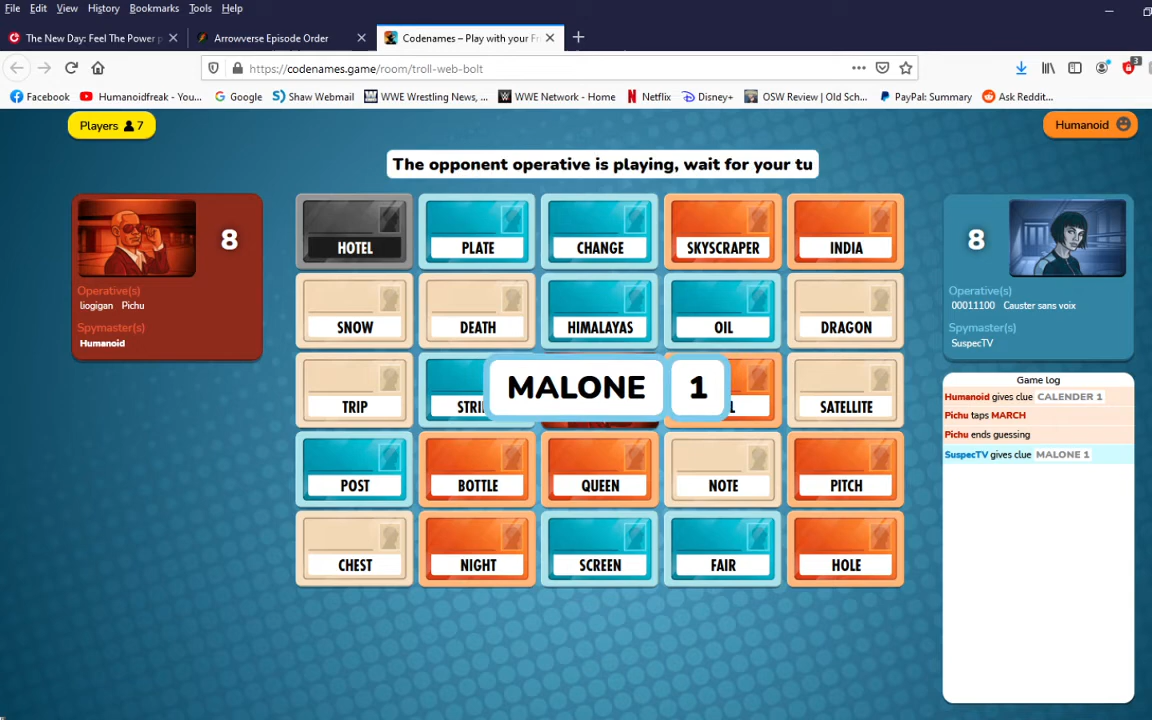 File Edit View History Bookmarks Tools Help
The New Day: Feel The Power p
Arrowverse Episode Order
Codenames – Play with your Fr
https://codenames.game/room/troll-web-bolt
3
Facebook Humanoidfreak - You... Google Shaw Webmail WWE Wrestling News, ... WWE Network - Home Netflix Disney+ OSW Review | Old Sch... PayPal: Summary Ask Reddit...
Players 7
Humanoid
The opponent operative is playing, wait for your tu
8
Operative(s)
liogigan Pichu
Spymaster(s)
Humanoid
HOTEL PLATE CHANGE SKYSCRAPER INDIA
SNOW DEATH HIMALAYAS OIL DRAGON
TRIP SATELLITE
MALONE 1
POST BOTTLE QUEEN NOTE PITCH
CHEST NIGHT SCREEN FAIR HOLE
8
Operative(s)
00011100 Causter sans voix
Spymaster(s)
SuspecTV
Game log
Humanoid gives clue CALENDER 1
Pichu taps MARCH
Pichu ends guessing
SuspecTV gives clue MALONE 1